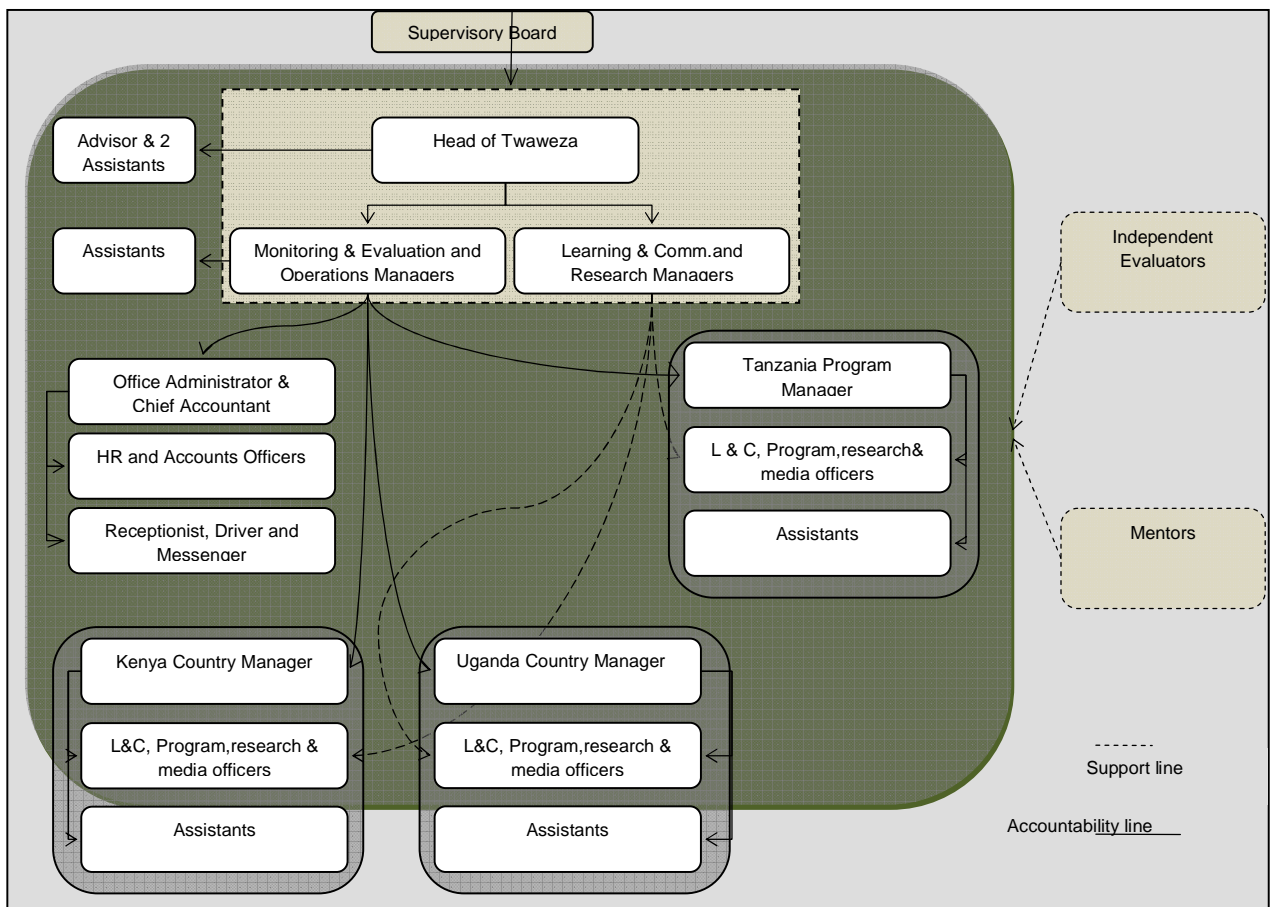 Supervisory Board
Head of Twaweza
Advisor & 2
Assistants
Assistants
Monitoring & Evaluation and
Operations Managers
Learning & Comm.and
Research Managers
Independent
Evaluators
Tanzania Program
Manager
L & C, Program,research&
media officers
Assistants
Office Administrator &
Chief Accountant
HR and Accounts Officers
Receptionist, Driver and
Messenger
Mentors
Kenya Country Manager
L&C, Program,research &
media officers
Assistants
Uganda Country Manager
L&C, Program,research &
media officers
Assistants
Support line
Accountability line